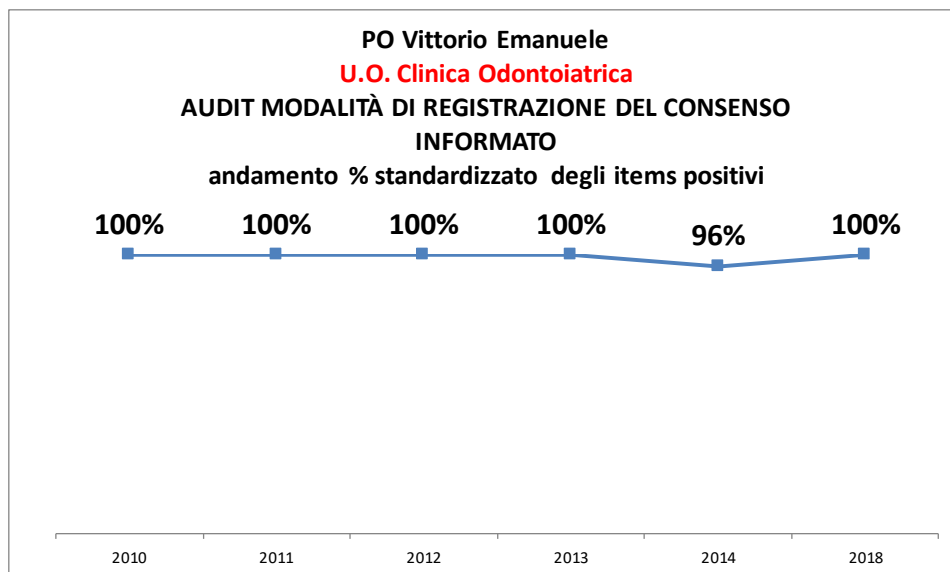 PO Vittorio Emanuele
U.O. Clinica Odontoiatrica
AUDIT MODALITÀ DI REGISTRAZIONE DEL CONSENSO
INFORMATO
andamento % standardizzato degli items positivi
100% 100% 100% 100% 96% 100%
2010 2011 2012 2013 2014 2018